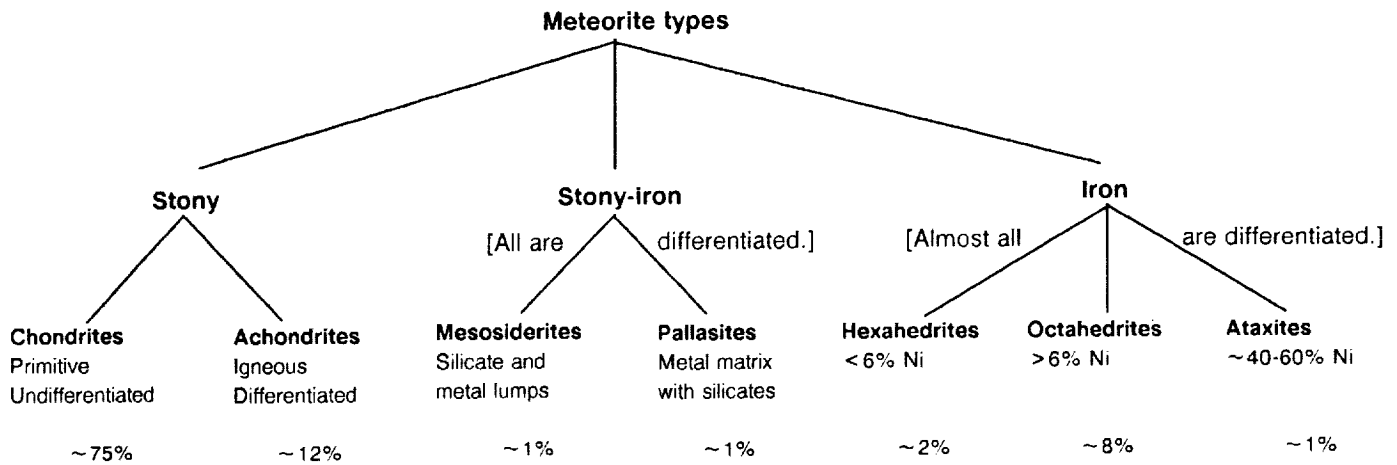 Meteorite types
Stony
Stony-iron
Iron
[All are differentiated.]
[Almost all are differentiated.]
Chondrites
Primitive
Undifferentiated
~75%
Achondrites
Igneous
Differentiated
~12%
Mesosiderites
Silicate and
metal lumps
~1%
Pallasites
Metal matrix
with silicates
~1%
Hexahedrites
<6% Ni
~2%
Octahedrites
>6% Ni
~8%
Ataxites
~40-60% Ni
~1%